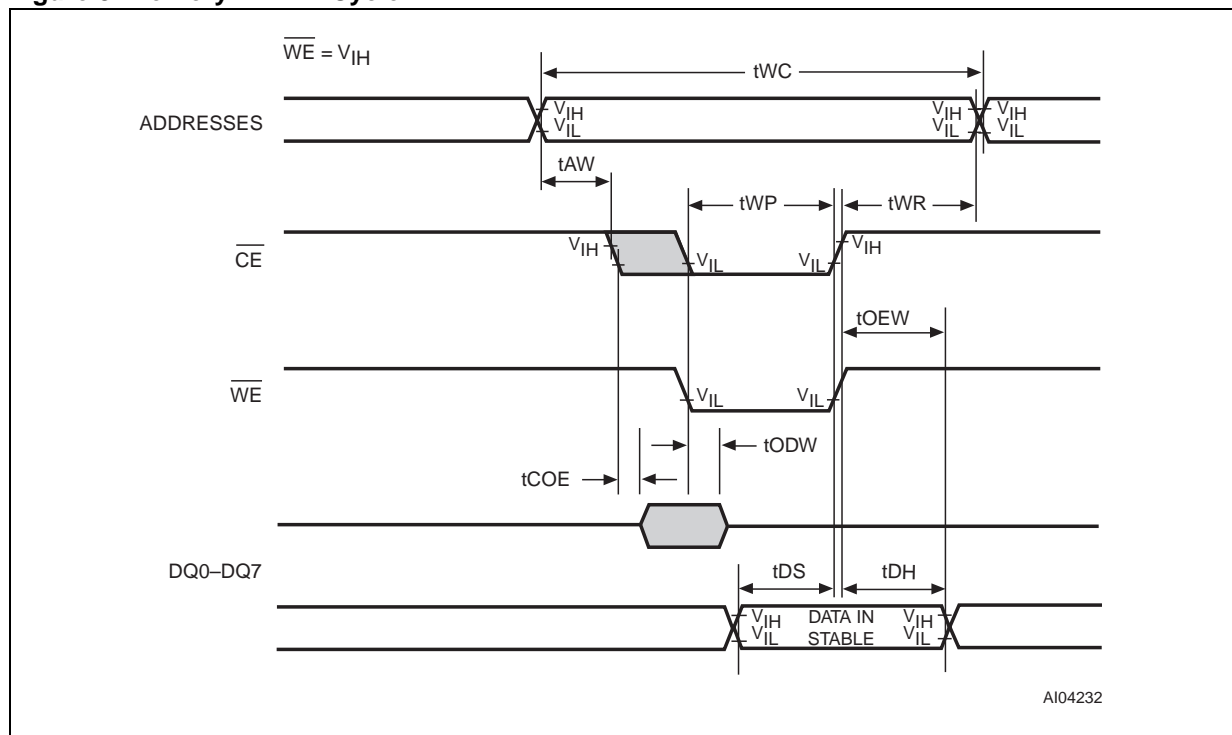 WE = VIH
tWC
ADDRESSES
VIH
VIL
VIH
VIL
VIH
VIL
tAW
tWP
tWR
CE
VIH
VIL
VIL
VIH
tOEW
WE
VIL
VIL
tODW
tCOE
DQ0–DQ7
tDS
tDH
VIH
VIL
DATA IN
STABLE
VIH
VIL
AI04232